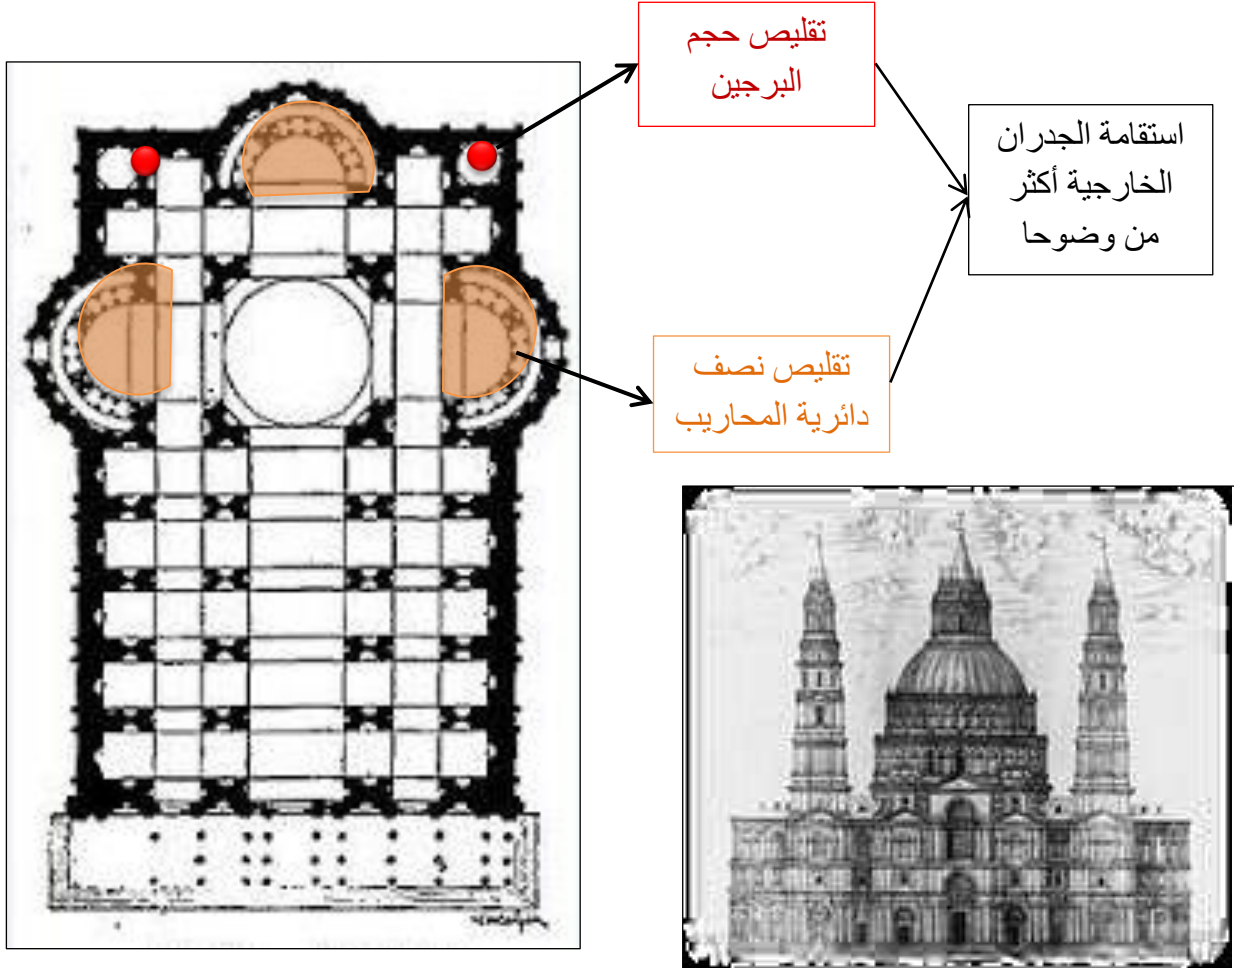 تقليص حجم
البرجين
استقامة الجدران
الخارجية أكثر
من وضوحا
تقليص نصف
دائرية المحاريب